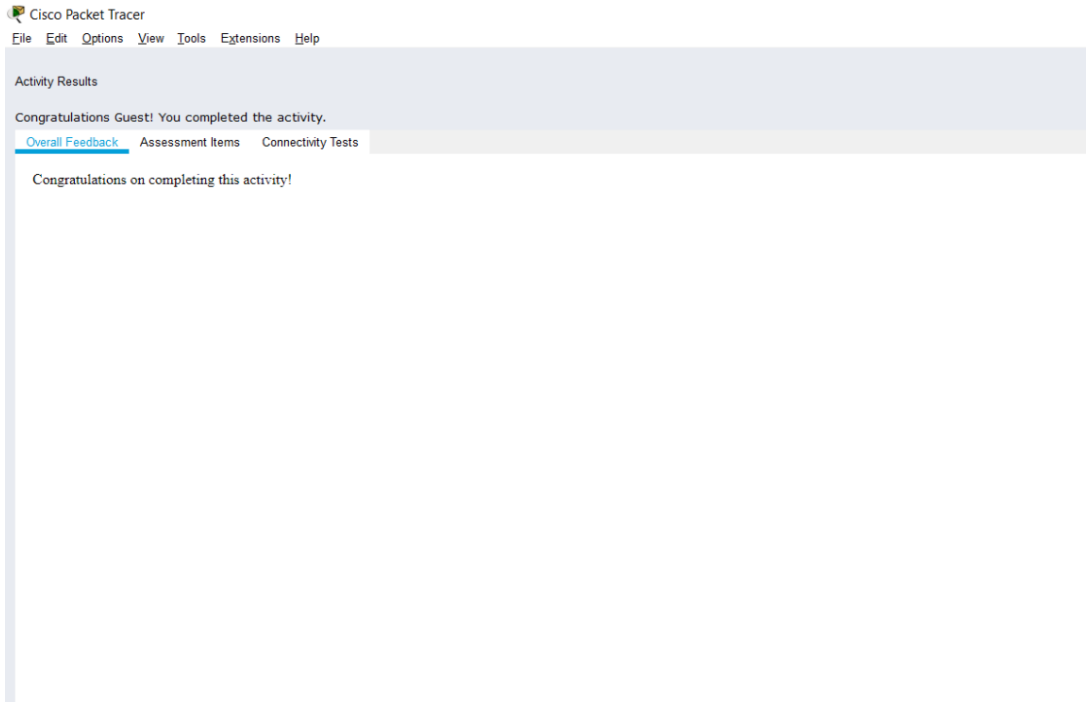 Cisco Packet Tracer
File Edit Options View Tools Extensions Help
Activity Results
Congratulations Guest! You completed the activity.
Overall Feedback Assessment Items Connectivity Tests
Congratulations on completing this activity!